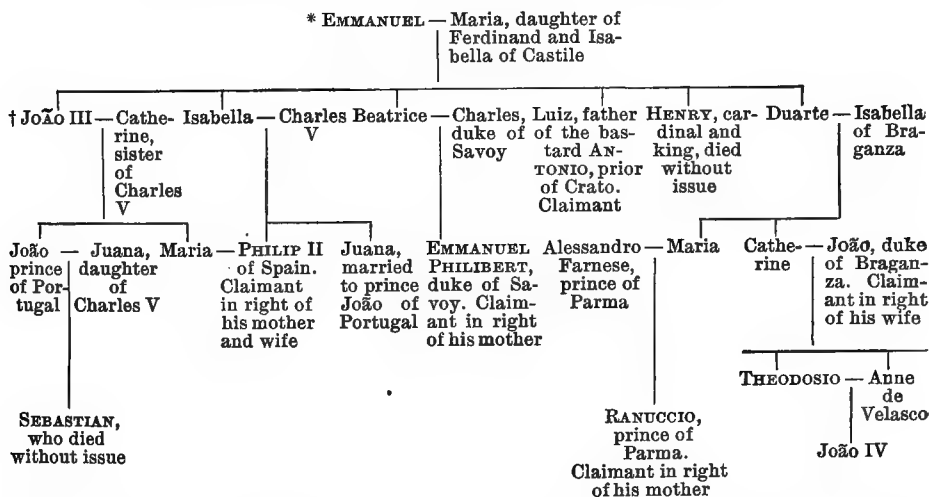 * EMMANUEL — Maria, daughter of
Ferdinand and Isa-
bella of Castile
† João III — Cathe-
rine,
sister
of
Charles
V
Isabella — Charles
V
Beatrice — Charles,
duke of
Savoy
Luiz, father
of the bas-
tard AN-
TONIO, prior
of Crato.
Claimant
HENRY, car-
dinal and
king, died
without
issue
Duarte — Isabella
of Bra-
ganza
João — Juana,
prince daughter
of Por- of
tugal Charles V
Maria — PHILIP II
of Spain.
Claimant
in right of
his mother
and wife
Juana,
married
to prince
João of
Portugal
EMMANUEL
PHILIBERT,
duke of Sa-
voy. Claim-
ant in right
of his mother
Alessandro — Maria
Farnese,
prince of
Parma
Cathe- — João, duke
rine of Bragan-
za. Claim-
ant in right
of his wife
THEODOSIO — Anne
de
Velasco
SEBASTIAN,
who died
without issue
RANUCCIO,
prince of
Parma.
Claimant in right
of his mother
João IV